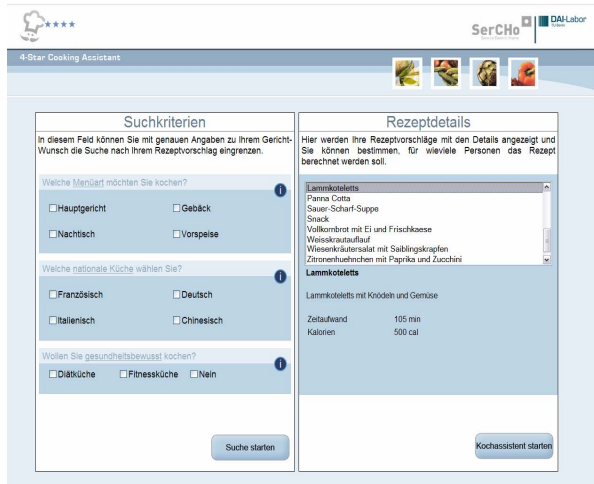 SerCHo
DAI-Labor
TU Berlin
4-Star Cooking Assistant
Suchkriterien
In diesem Feld können Sie mit genauen Angaben zu Ihrem Gericht-
Wunsch die Suche nach Ihrem Rezeptvorschlag eingrenzen.
Welche Menüart möchten Sie kochen?
Hauptgericht
Gebäck
Nachtisch
Vorspeise
Welche nationale Küche wählen Sie?
Französisch
Deutsch
Italienisch
Chinesisch
Wollen Sie gesundheitsbewusst kochen?
Diätküche
Fitnessküche
Nein
Suche starten
Rezeptdetails
Hier werden Ihre Rezeptvorschläge mit den Details angezeigt und
Sie können bestimmen, für wieviele Personen das Rezept
berechnet werden soll.
Lammkoteletts
Panna Cotta
Sauer-Scharf-Suppe
Snack
Vollkornbrot mit Ei und Frischkaese
Weisskrautauflauf
Wiesenkräutersalat mit Saiblingskrapfen
Zitronenhuehnchen mit Paprika und Zucchini
Lammkoteletts
Lammkoteletts mit Knödeln und Gemüse
Zeitaufwand 105 min
Kalorien 500 cal
Kochassistent starten